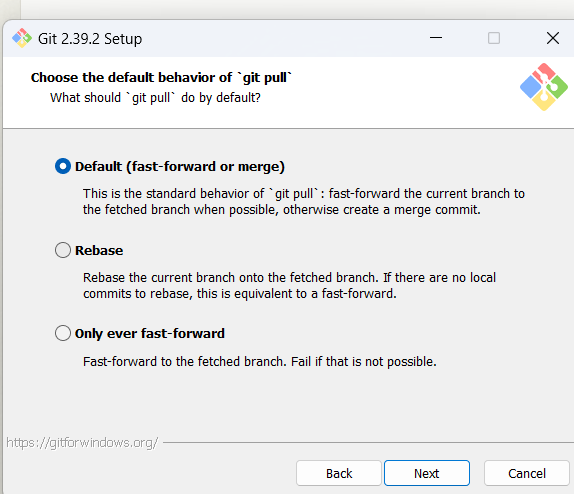 Git 2.39.2 Setup
Choose the default behavior of `git pull`
What should `git pull` do by default?
Default (fast-forward or merge)
This is the standard behavior of `git pull`: fast-forward the current branch to
the fetched branch when possible, otherwise create a merge commit.
Rebase
Rebase the current branch onto the fetched branch. If there are no local
commits to rebase, this is equivalent to a fast-forward.
Only ever fast-forward
Fast-forward to the fetched branch. Fail if that is not possible.
https://gitforwindows.org/
Back
Next
Cancel